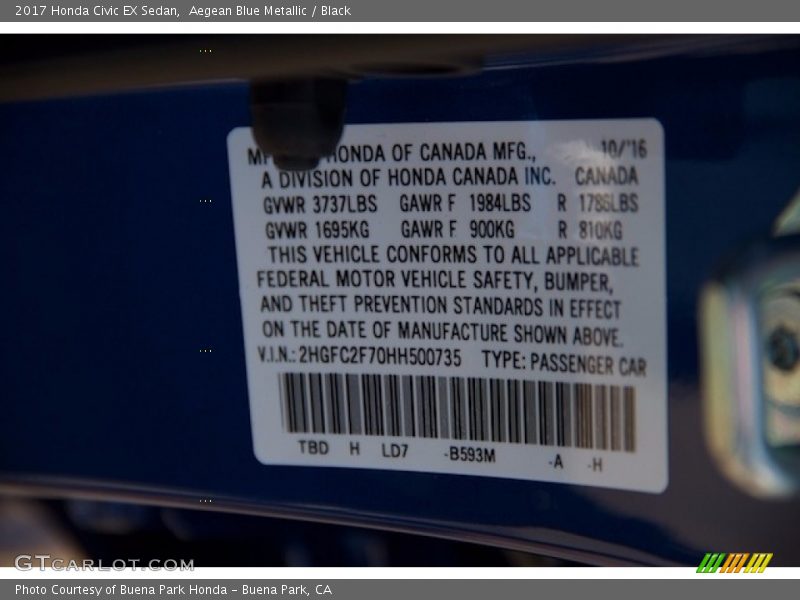 2017 Honda Civic EX Sedan, Aegean Blue Metallic / Black
HONDA OF CANADA MFG., 10/'16
A DIVISION OF HONDA CANADA INC. CANADA
GVWR 3737LBS GAWR F 1984LBS R 1786LBS
GVWR 1695KG GAWR F 900KG R 810KG
THIS VEHICLE CONFORMS TO ALL APPLICABLE
FEDERAL MOTOR VEHICLE SAFETY, BUMPER,
AND THEFT PREVENTION STANDARDS IN EFFECT
ON THE DATE OF MANUFACTURE SHOWN ABOVE.
V.I.N.: 2HGFC2F70HH500735 TYPE: PASSENGER CAR
TBD H LD7 -B593M -A -H
GTCARLOT.COM
Photo Courtesy of Buena Park Honda - Buena Park, CA